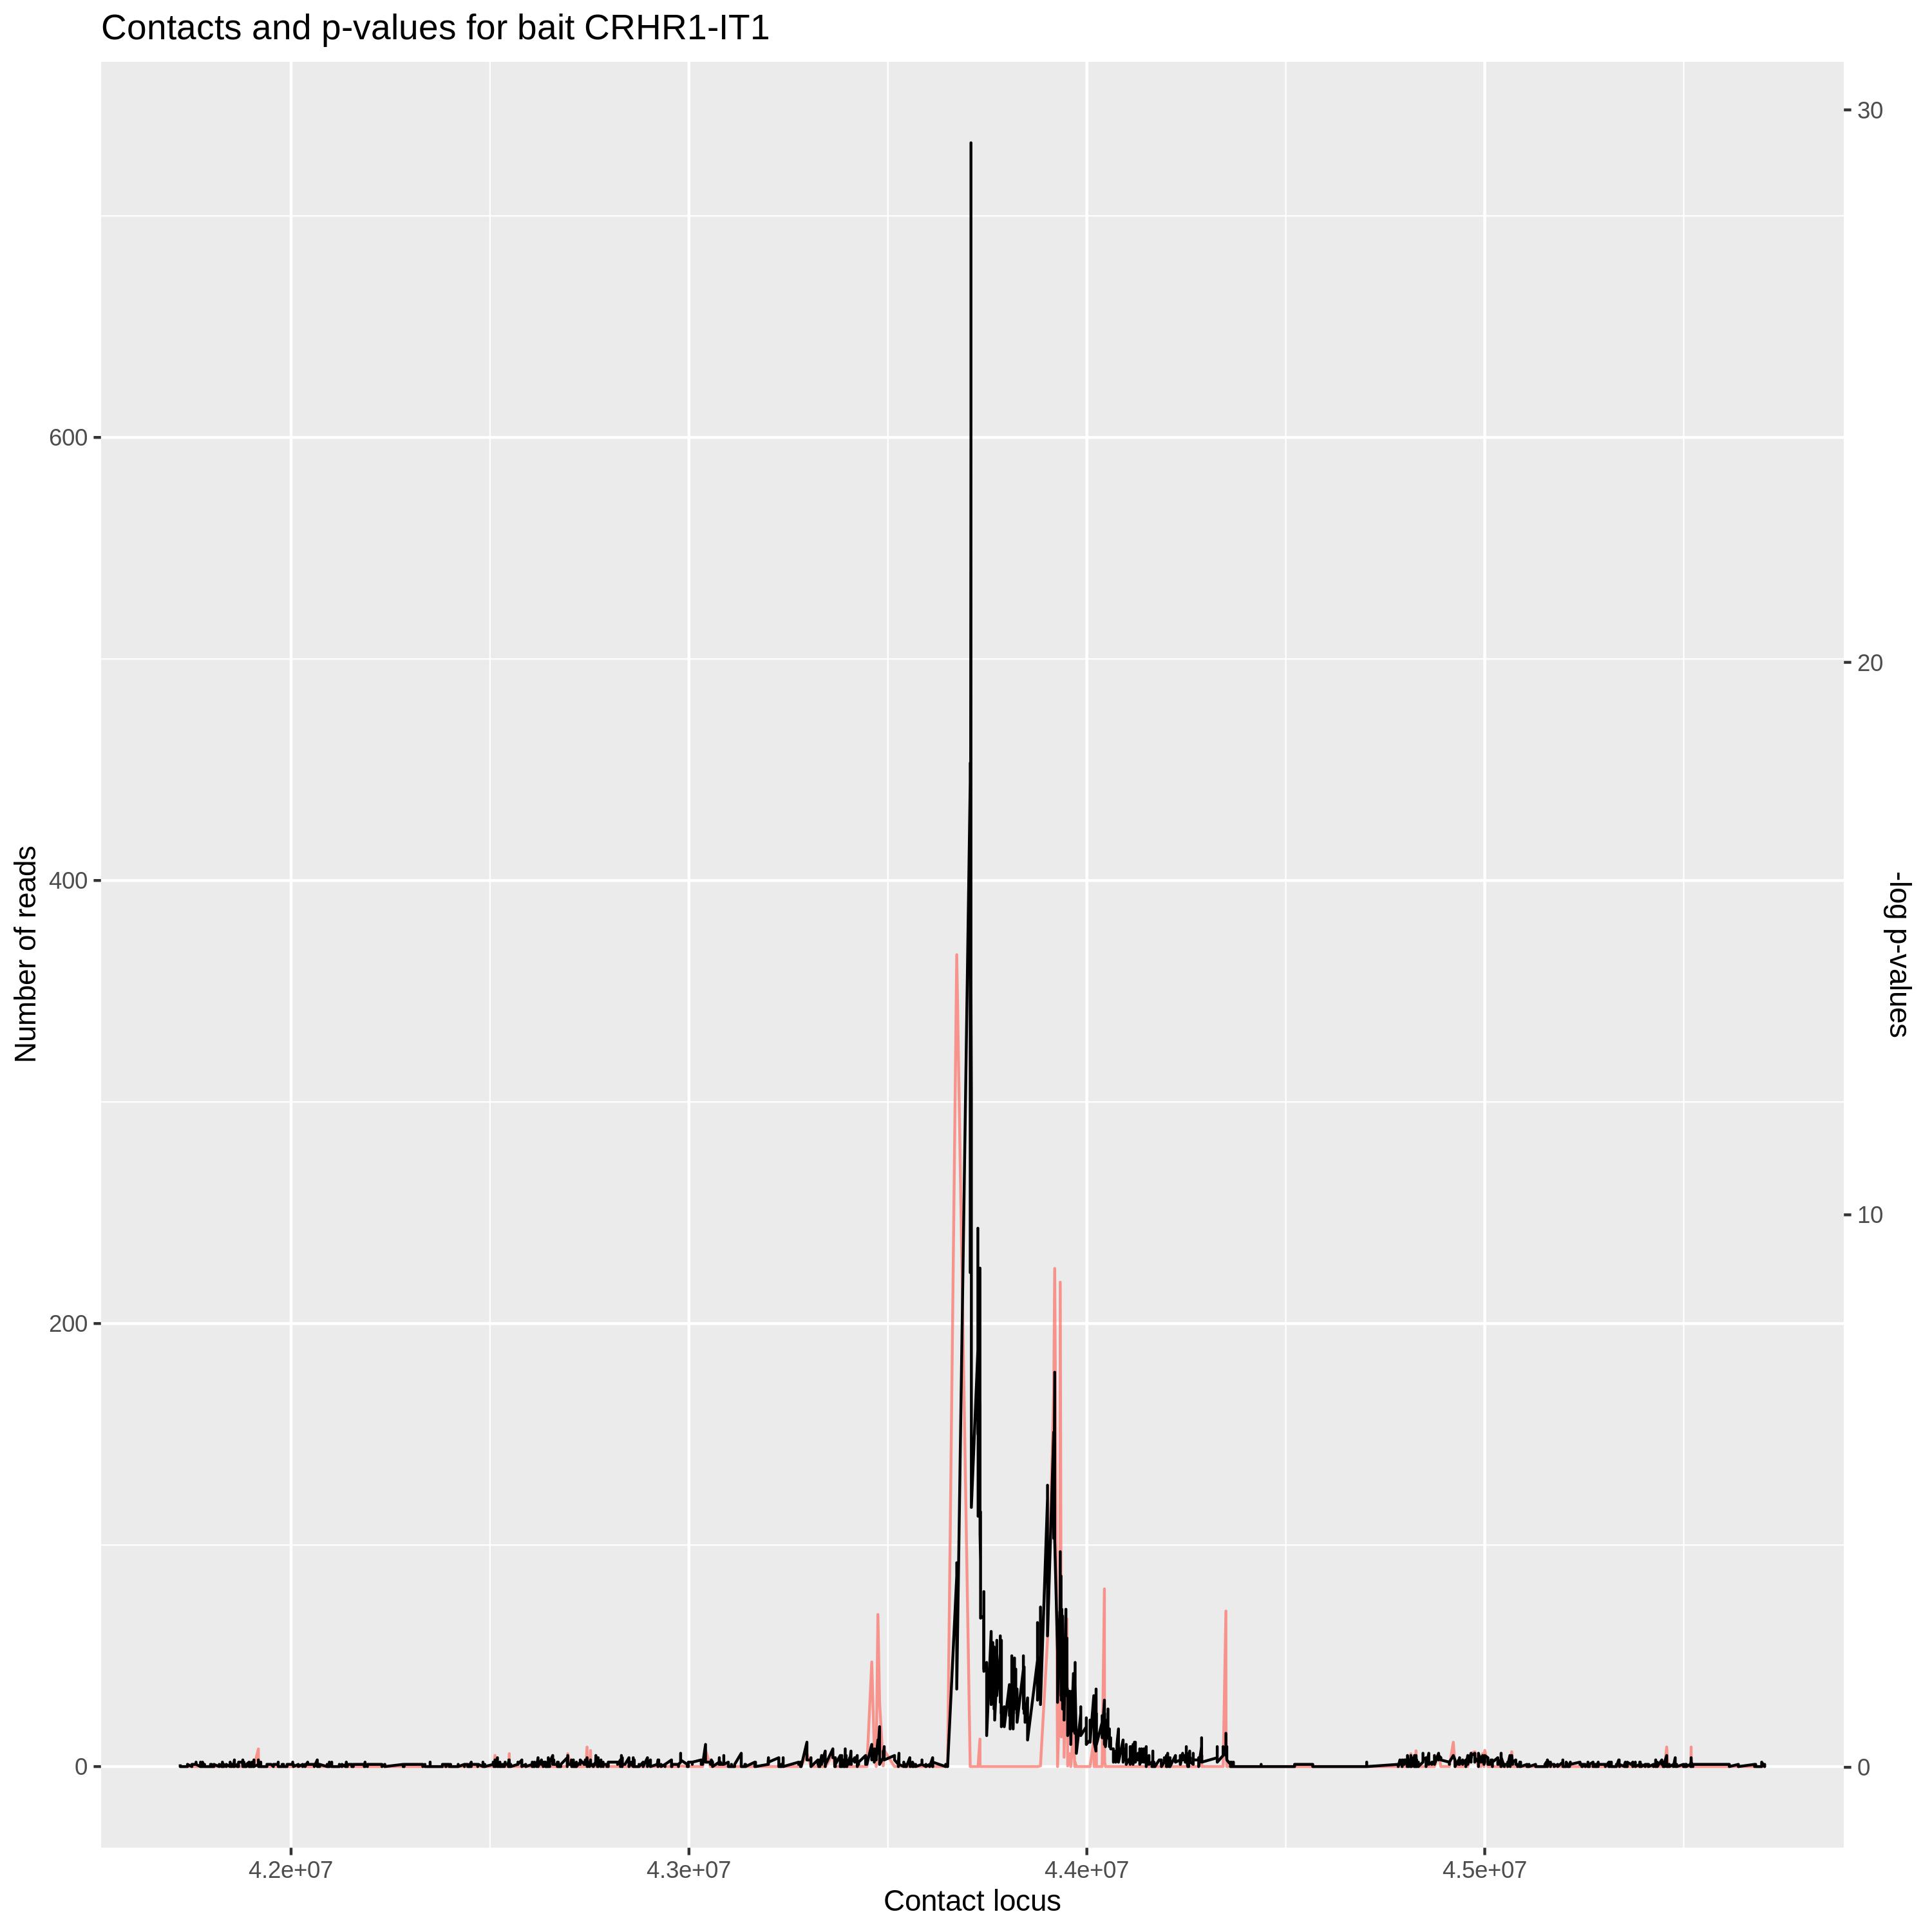 Contacts and p-values for bait CRHR1-IT1
30
600
20
400
Number of reads
-log p-values
10
200
0
0
4.2e+07 4.3e+07 4.4e+07 4.5e+07
Contact locus